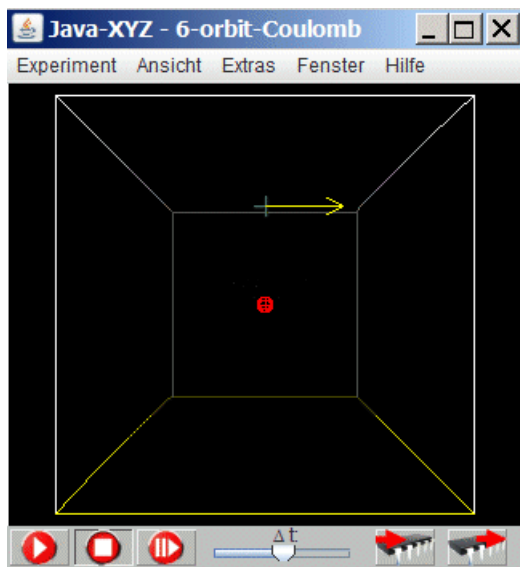 Java-XYZ - 6-orbit-Coulomb
Experiment Ansicht Extras Fenster Hilfe
Δt